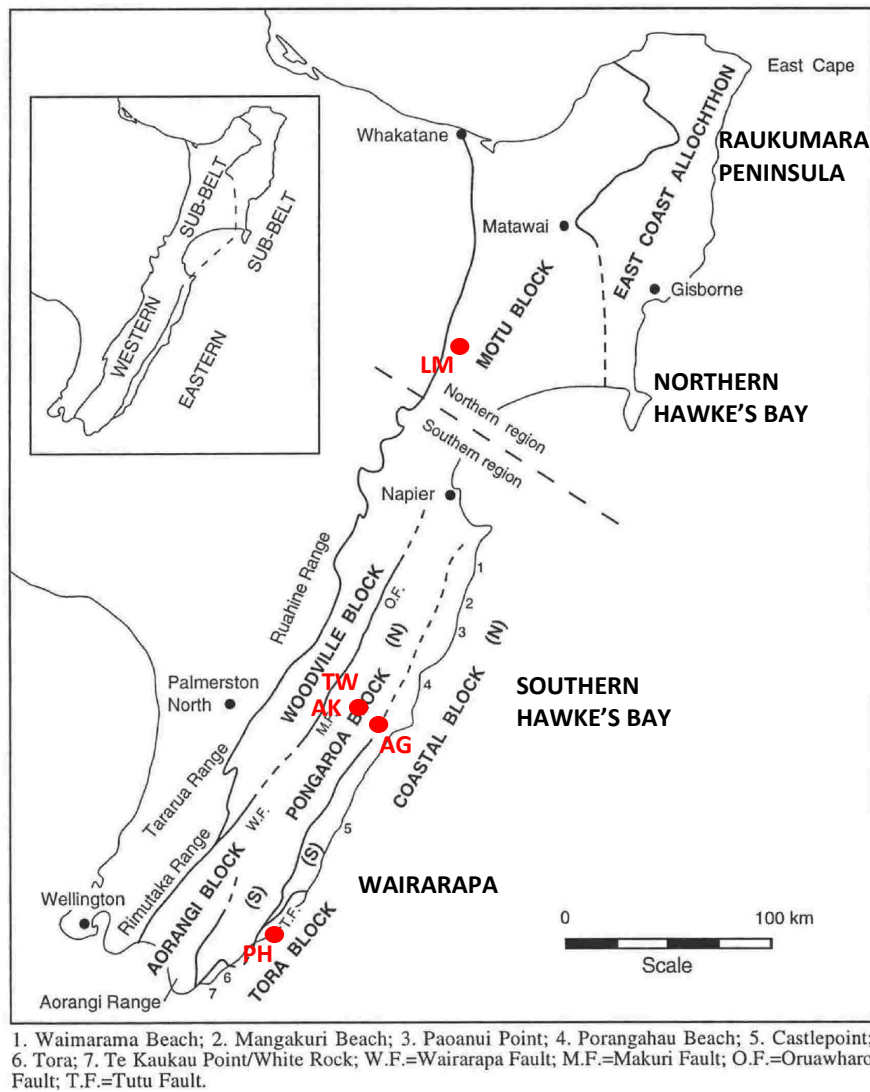 East Cape
Whakatane
RAUKUMARA
PENINSULA
EAST COAST ALLOCHTHON
Matawai
Gisborne
MOTU BLOCK
LM
NORTHERN
HAWKE'S BAY
Northern region
Southern region
SUB-BELT
WESTERN
SUB-BELT
EASTERN
Napier
Ruahine Range
WOODVILLE BLOCK
O.F.
(N)
1
2
3
(N)
4
Palmerston
North
TW
AK
M.F.
PONGAROA BLOCK
AG
COASTAL BLOCK
SOUTHERN
HAWKE'S BAY
Tararua Range
W.F.
5
(S)
WAIRARAPA
Rimutaka Range
AORANGI BLOCK
(S)
Wellington
T.F.
PH
TORA BLOCK
6
7
Aorangi Range
0 100 km
Scale
1. Waimarama Beach; 2. Mangakuri Beach; 3. Paoanui Point; 4. Porangahau Beach; 5. Castlepoint;
6. Tora; 7. Te Kaukau Point/White Rock; W.F.=Wairarapa Fault; M.F.=Makuri Fault; O.F.=Oruawharo
Fault; T.F.=Tutu Fault.